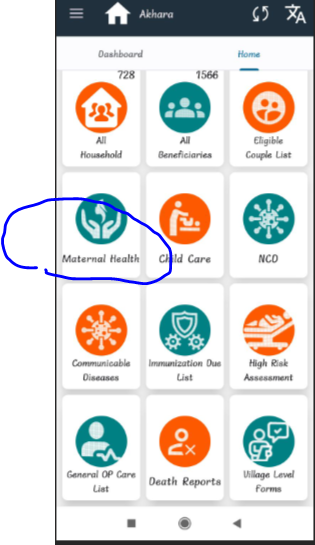 Akhara
Dashboard Home
728 1566
All
Household
All
Beneficiaries
Eligible
Couple List
Maternal Health
Child Care
NCD
Communicable
Diseases
Immunization Due
List
High Risk
Assessment
General OP Care
List
Death Reports
Village Level
Forms